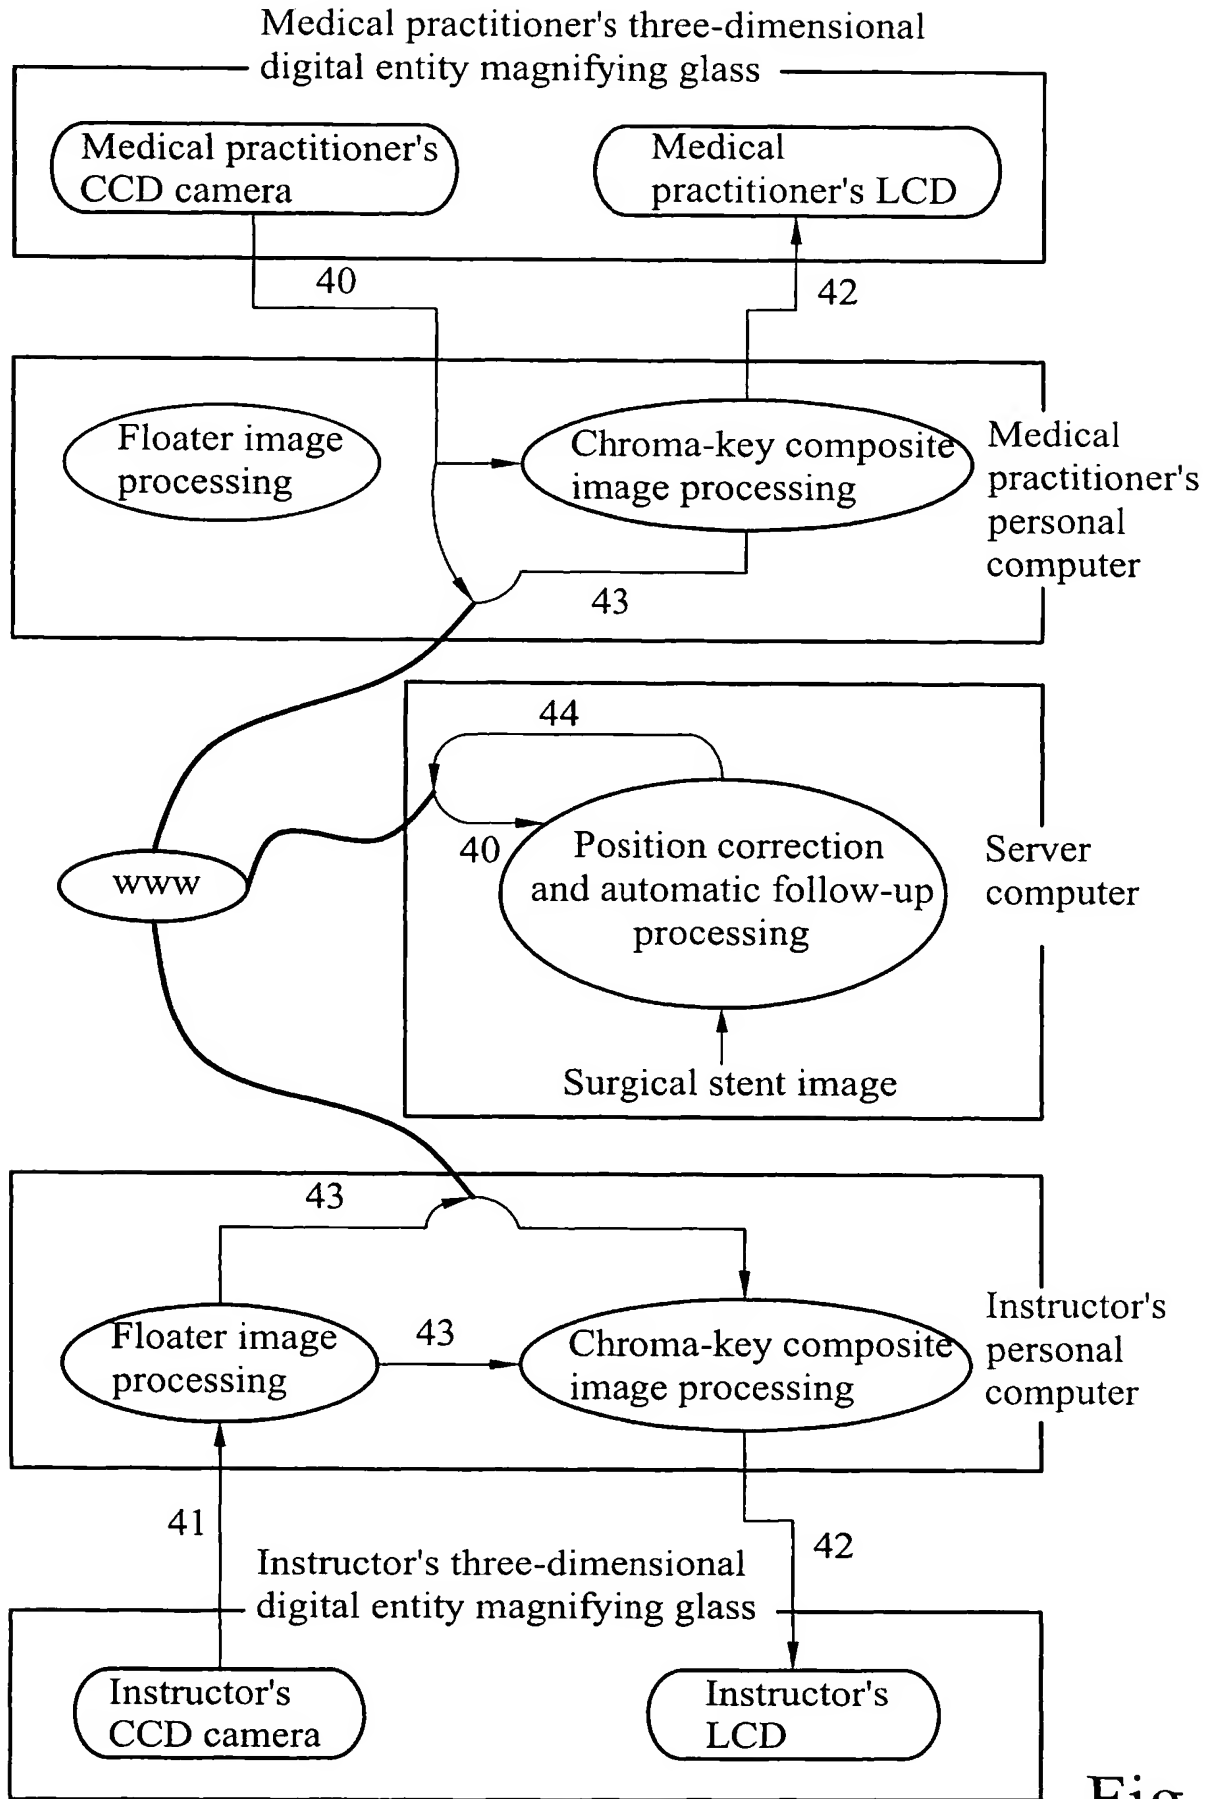 Medical practitioner's three-dimensional
digital entity magnifying glass
Medical practitioner's
CCD camera
Medical
practitioner's LCD
40
42
Floater image
processing
Chroma-key composite
image processing
Medical
practitioner's
personal
computer
43
44
40
Position correction
and automatic follow-up
processing
Server
computer
www
Surgical stent image
43
Floater image
processing
43
Chroma-key composite
image processing
Instructor's
personal
computer
41
42
Instructor's three-dimensional
digital entity magnifying glass
Instructor's
CCD camera
Instructor's
LCD
Fig